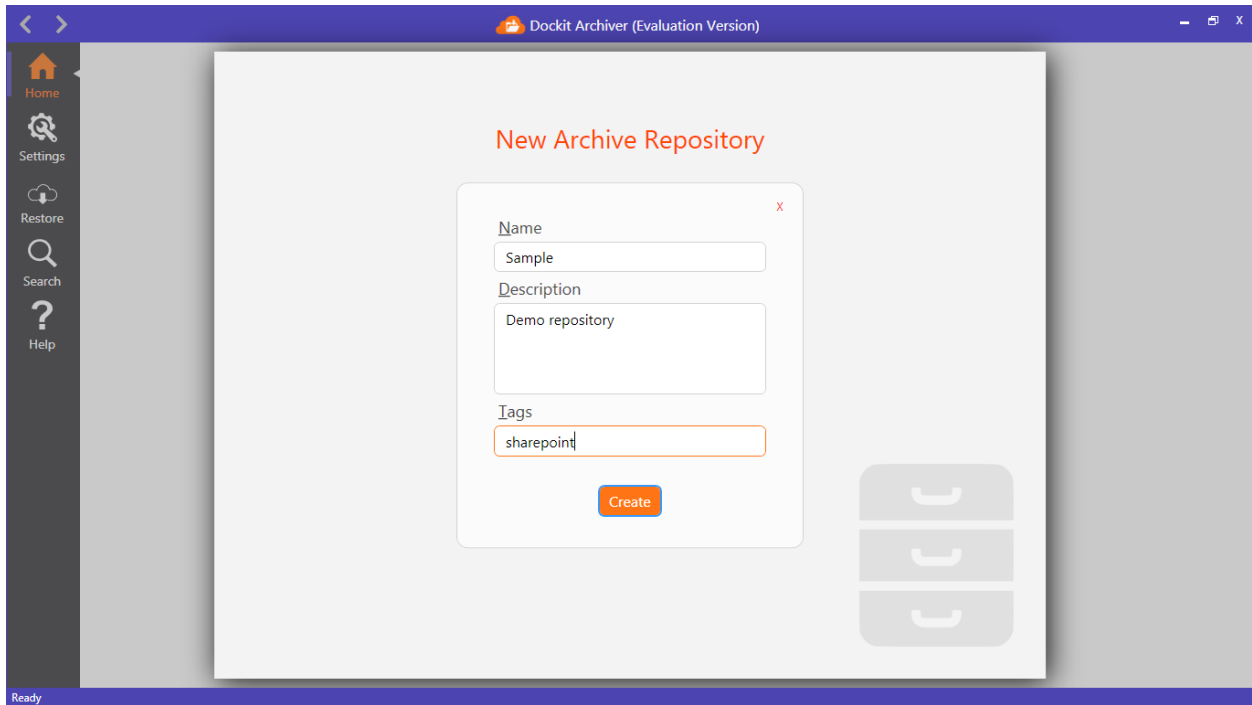 Dockit Archiver (Evaluation Version)
X
Home
Settings
Restore
Search
? 
Help
New Archive Repository
X
Name
Sample
Description
Demo repository
Tags
sharepoint
Create
Ready